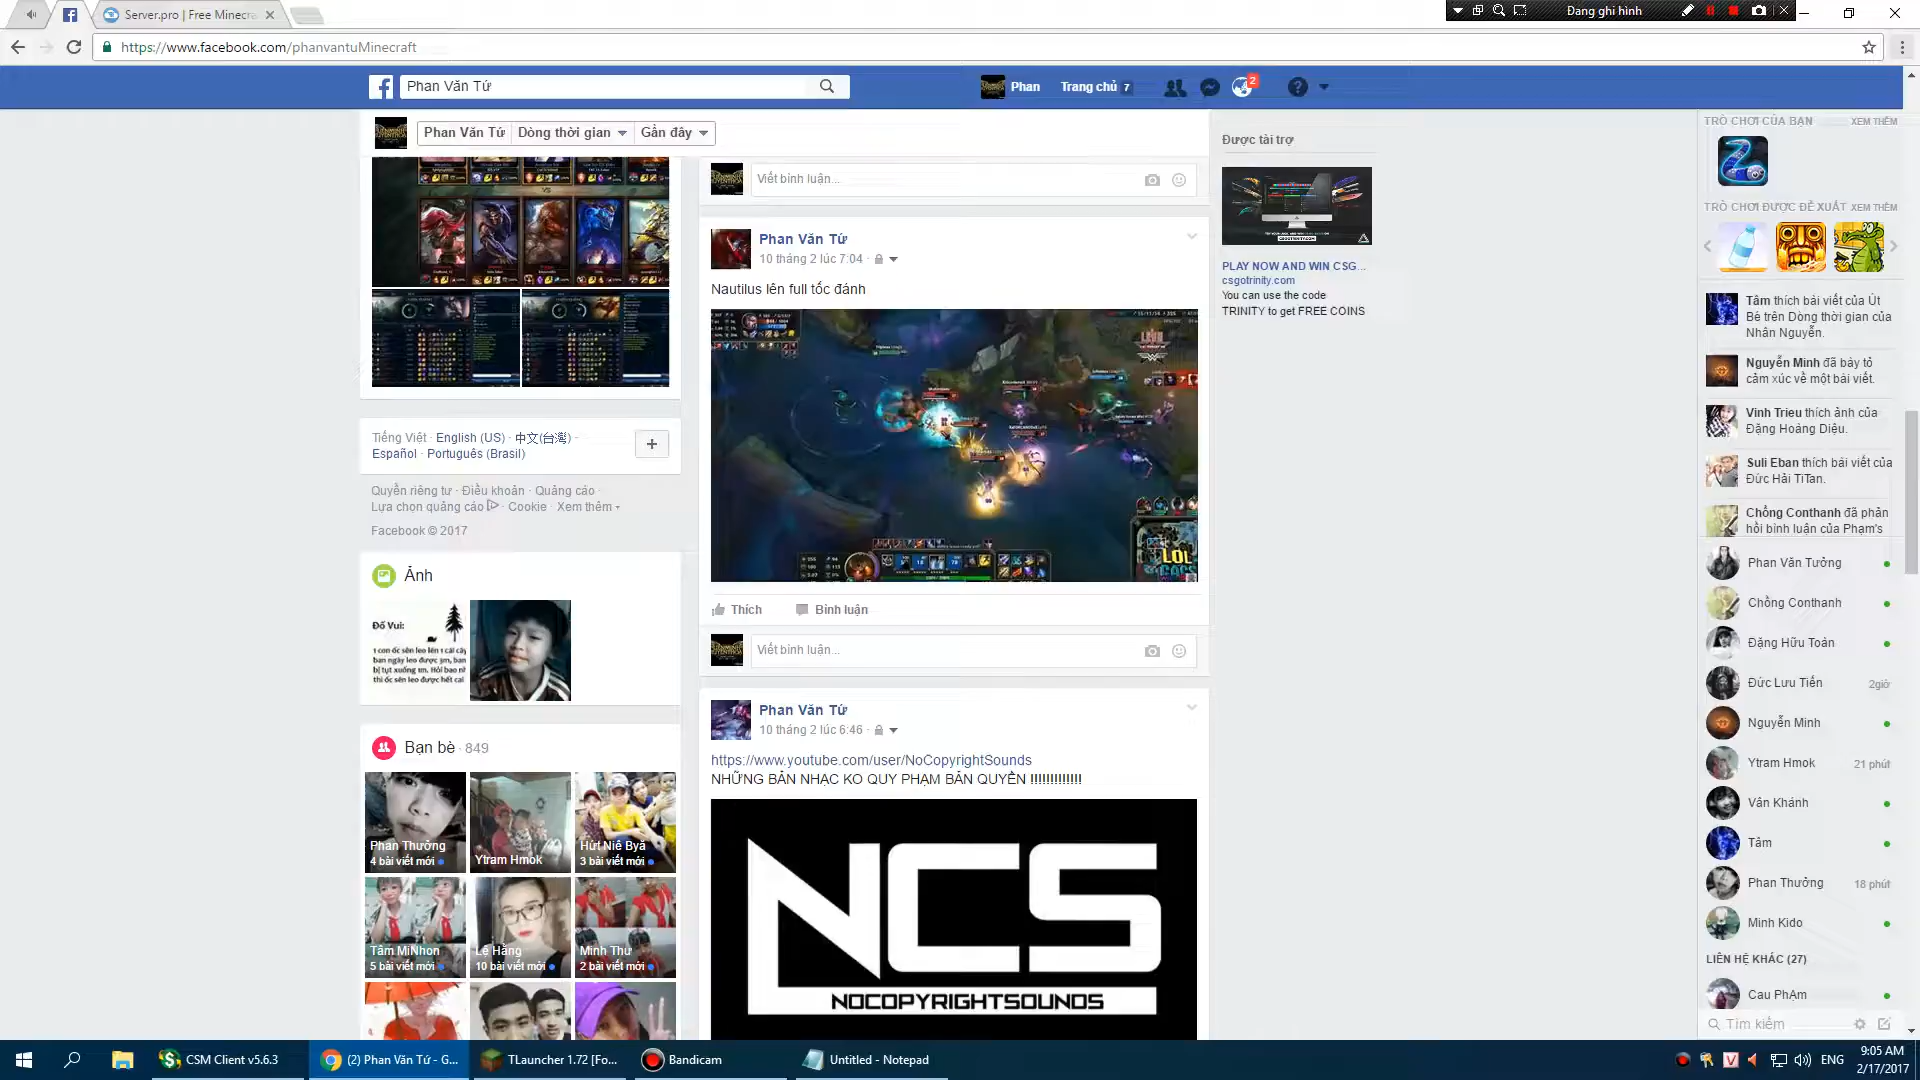 Server.pro | Free Minecra
Đang ghi hình
https://www.facebook.com/phanvantuMinecraft
Phan Văn Tứ
Phan
Trang chủ 7
2
Phan Văn Tứ
Dòng thời gian
Gần đây
VS
Tiếng Việt · English (US) · 中文(台灣) ·
Español · Português (Brasil)
Quyền riêng tư · Điều khoản · Quảng cáo ·
Lựa chọn quảng cáo · Cookie · Xem thêm
Facebook © 2017
Ảnh
Đố Vui:
1 con ốc sên leo lên 1 cái cây
ban ngày leo được 3m, ban
bị tụt xuống 1m. Hỏi bao nh
thì ốc sên leo được hết cai
Bạn bè · 849
Phan Thưởng
4 bài viết mới
Ytram Hmok
Hứt Niê Byă
3 bài viết mới
Tâm MiNhon
5 bài viết mới
Lệ Hằng
10 bài viết mới
Minh Thư
2 bài viết mới
Viết bình luận...
Phan Văn Tứ
10 tháng 2 lúc 7:04 ·
Nautilus lên full tốc đánh
LOL
Thích
Bình luận
Viết bình luận...
Phan Văn Tứ
10 tháng 2 lúc 6:46 ·
https://www.youtube.com/user/NoCopyrightSounds
NHỮNG BẢN NHẠC KO QUY PHẠM BẢN QUYỀN !!!!!!!!!!!!!
NCS
NOCOPYRIGHTSOUNDS
Được tài trợ
PLAY NOW AND WIN CSG...
csgotrinity.com
You can use the code
TRINITY to get FREE COINS
TRÒ CHƠI CỦA BẠN
XEM THÊM
TRÒ CHƠI ĐƯỢC ĐỀ XUẤT
XEM THÊM
Tâm thích bài viết của Út
Bê trên Dòng thời gian của
Nhân Nguyễn.
Nguyễn Minh đã bày tỏ
cảm xúc về một bài viết.
Vinh Trieu thích ảnh của
Đặng Hoàng Diệu.
Suli Eban thích bài viết của
Đức Hải TiTan.
Chồng Conthanh đã phản
hồi bình luận của Phạm's
Phan Văn Tưởng
Chồng Conthanh
Đặng Hữu Toản
Đức Lưu Tiến
2giờ
Nguyễn Minh
Ytram Hmok
21 phút
Vân Khánh
Tâm
Phan Thưởng
18 phút
Minh Kido
LIÊN HỆ KHÁC (27)
Cau PhẠm
Tìm kiếm
CSM Client v5.6.3
(2) Phan Văn Tứ - G...
TLauncher 1.72 [Fo...
Bandicam
Untitled - Notepad
ENG
9:05 AM
2/17/2017